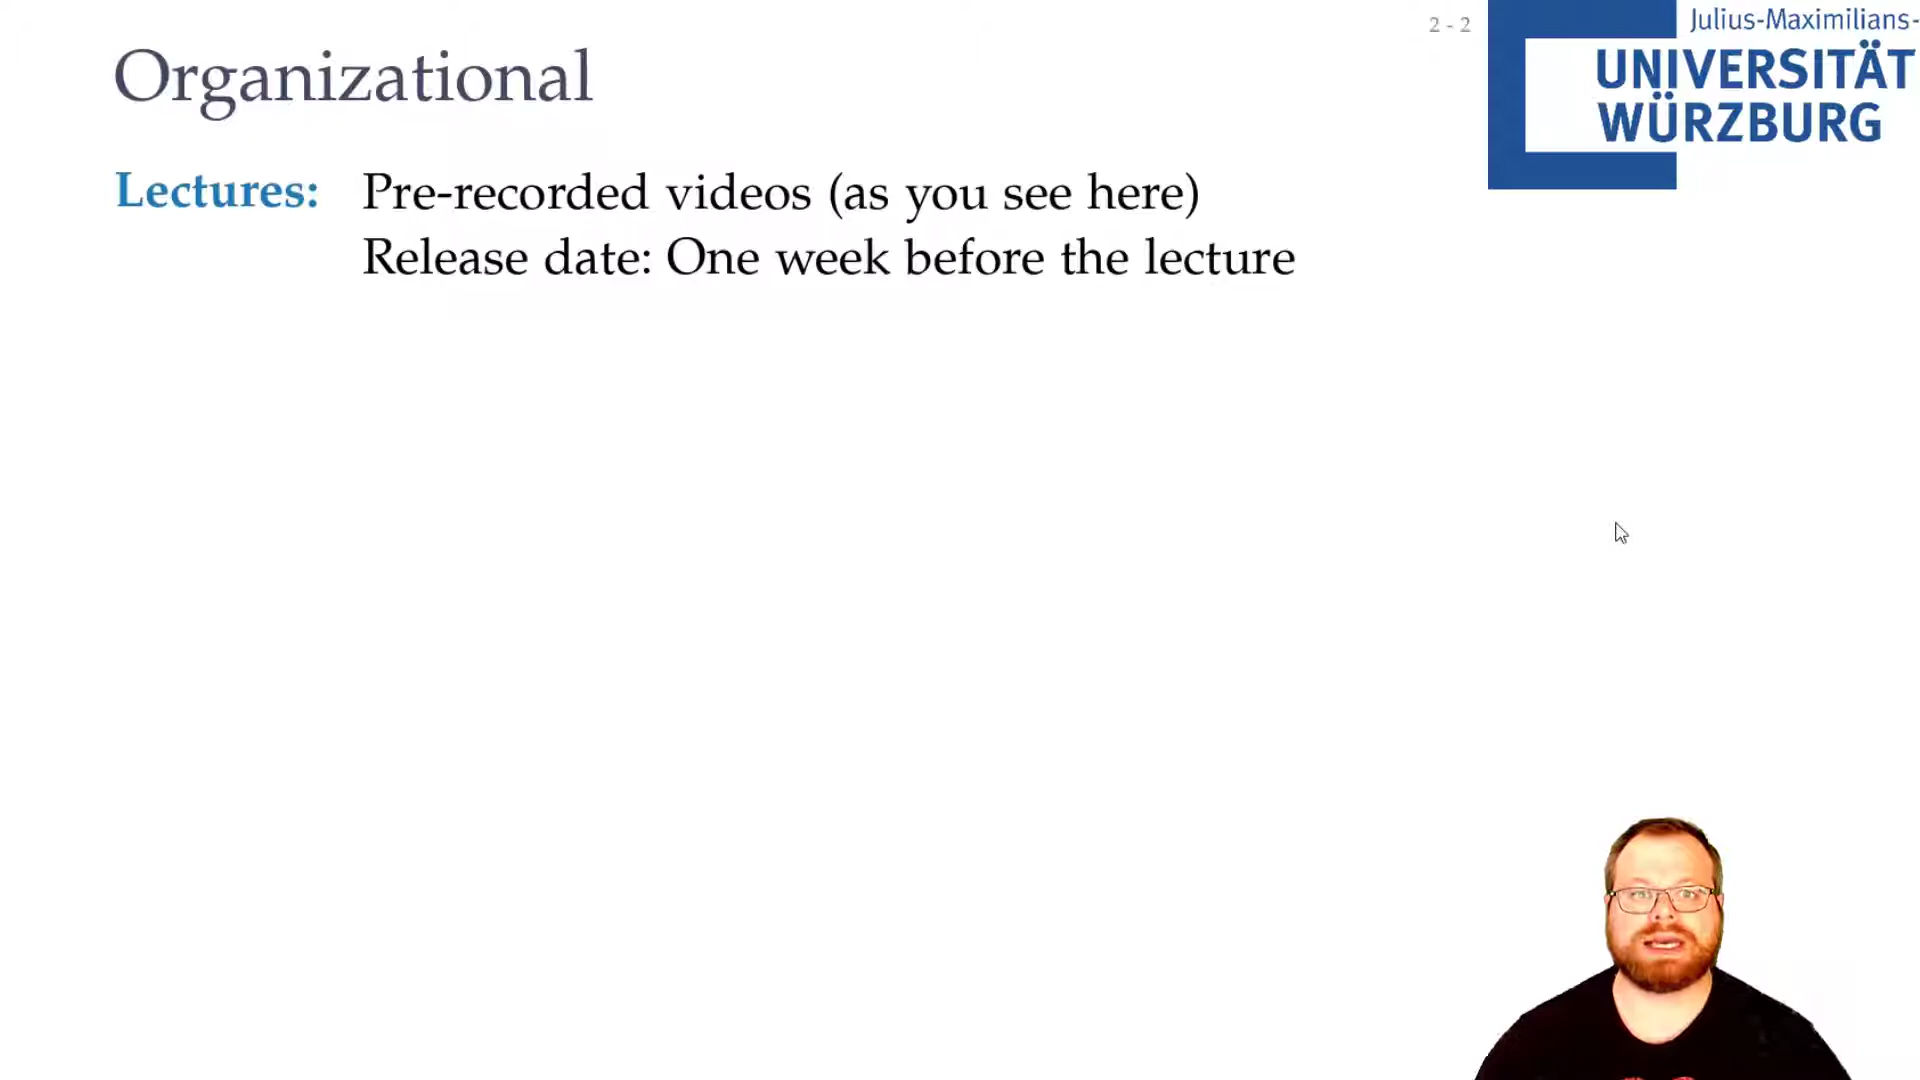 Organizational
2 - 2
Julius-Maximilians-
UNIVERSITÄT
WÜRZBURG
Lectures: Pre-recorded videos (as you see here)
Release date: One week before the lecture